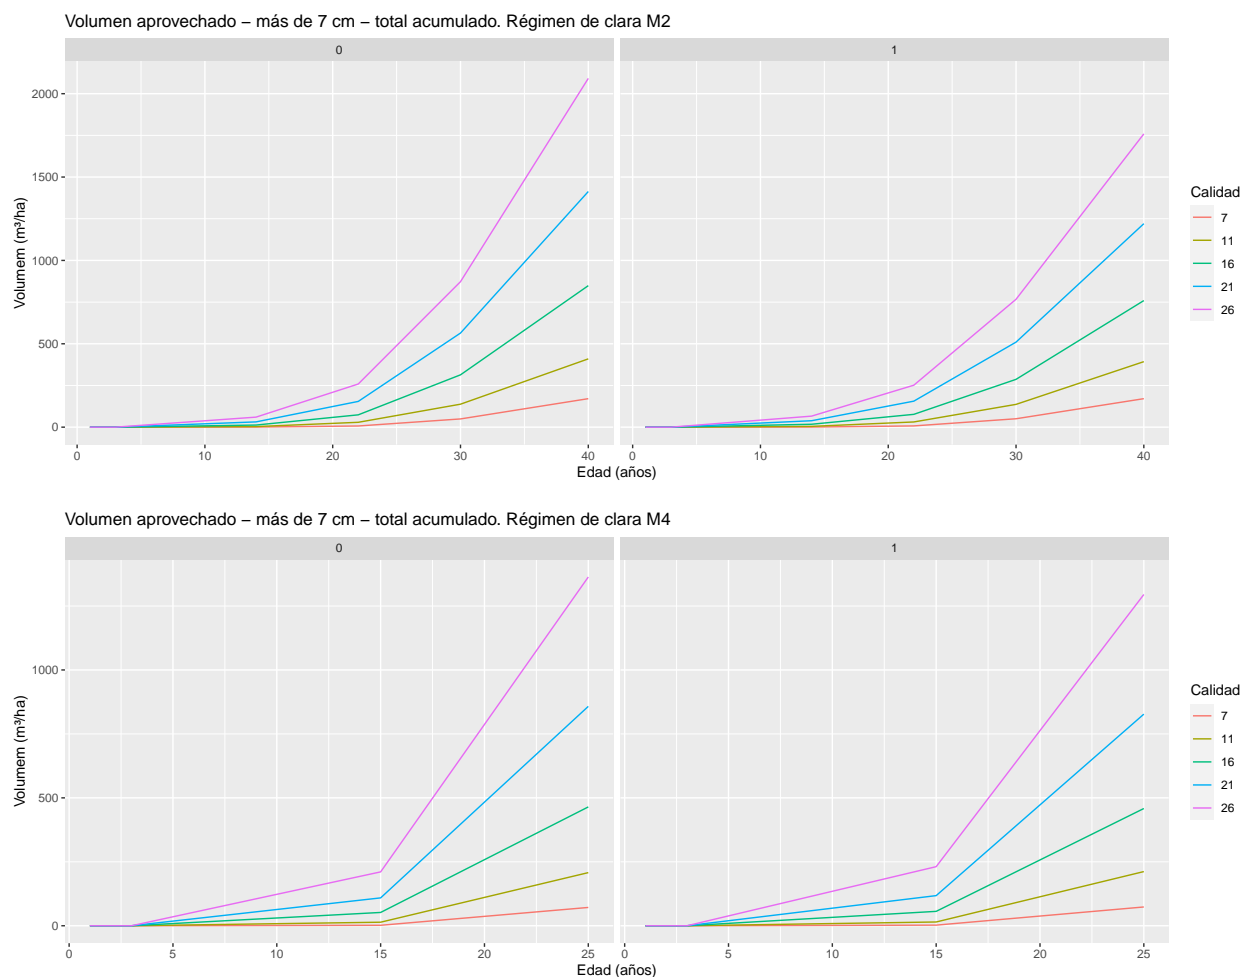 Volumen aprovechado − más de 7 cm − total acumulado. Régimen de clara M2
0 1
2000
1500
1000
500
0
Volumem (m³/ha)
0 10 20 30 40 0 10 20 30 40
Edad (años)
Calidad
7
11
16
21
26
Volumen aprovechado − más de 7 cm − total acumulado. Régimen de clara M4
0 1
1000
500
0
Volumem (m³/ha)
0 5 10 15 20 25 0 5 10 15 20 25
Edad (años)
Calidad
7
11
16
21
26